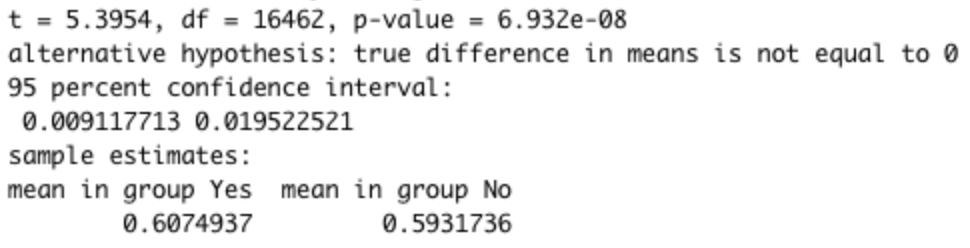 t = 5.3954, df = 16462, p-value = 6.932e-08
alternative hypothesis: true difference in means is not equal to 0
95 percent confidence interval:
 0.009117713 0.019522521
sample estimates:
mean in group Yes  mean in group No
        0.6074937         0.5931736